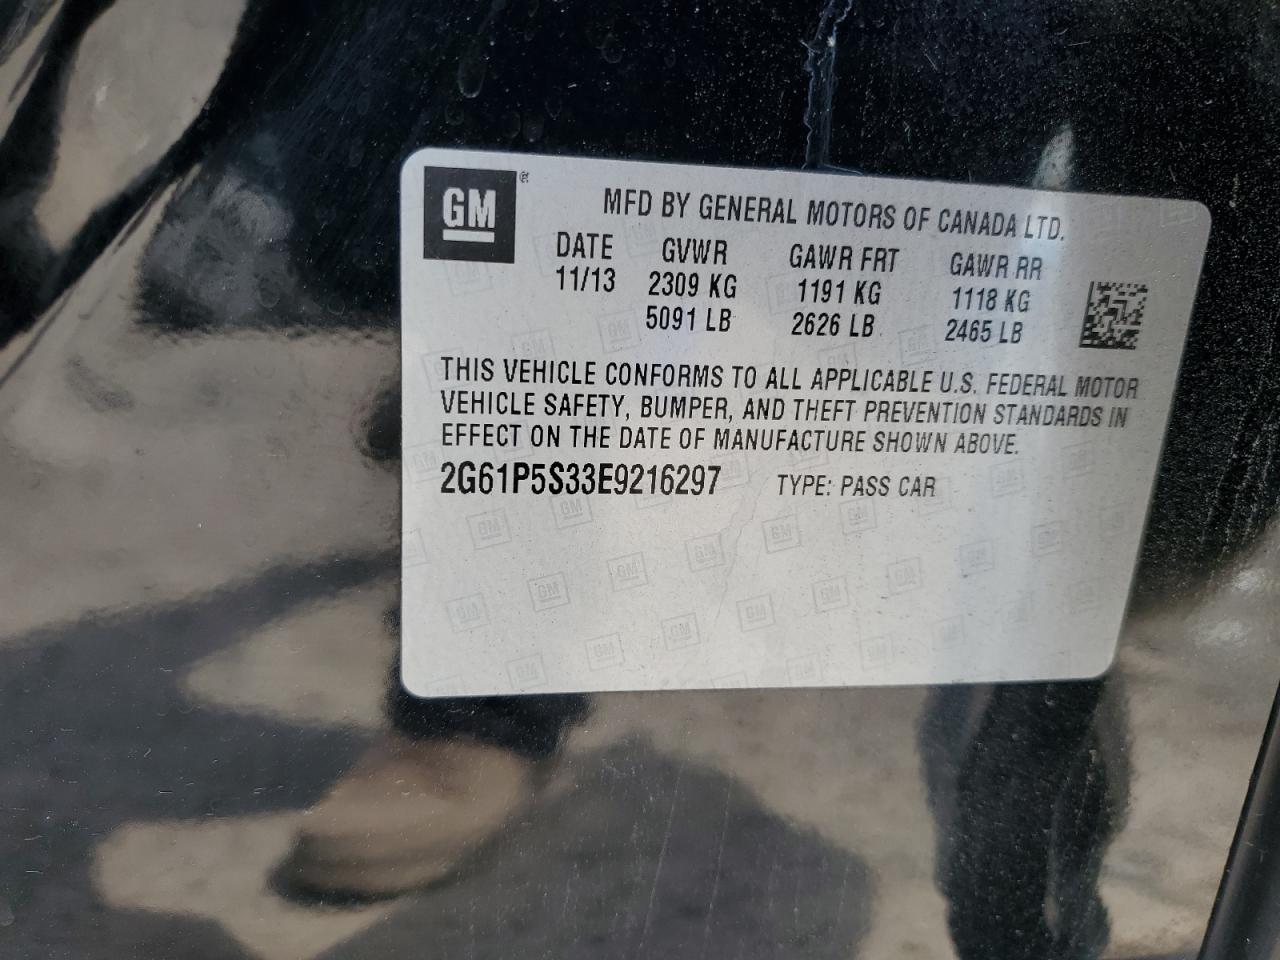 GM
MFD BY GENERAL MOTORS OF CANADA LTD.
DATE GVWR GAWR FRT GAWR RR
11/13 2309 KG 1191 KG 1118 KG
5091 LB 2626 LB 2465 LB
THIS VEHICLE CONFORMS TO ALL APPLICABLE U.S. FEDERAL MOTOR
VEHICLE SAFETY, BUMPER, AND THEFT PREVENTION STANDARDS IN
EFFECT ON THE DATE OF MANUFACTURE SHOWN ABOVE.
2G61P5S33E9216297 TYPE: PASS CAR